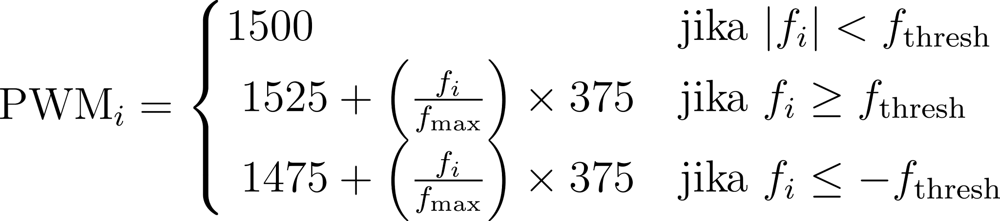 PWM_i = { 1500 jika |f_i| < f_thresh
1525 + (f_i / f_max) × 375 jika f_i ≥ f_thresh
1475 + (f_i / f_max) × 375 jika f_i ≤ −f_thresh